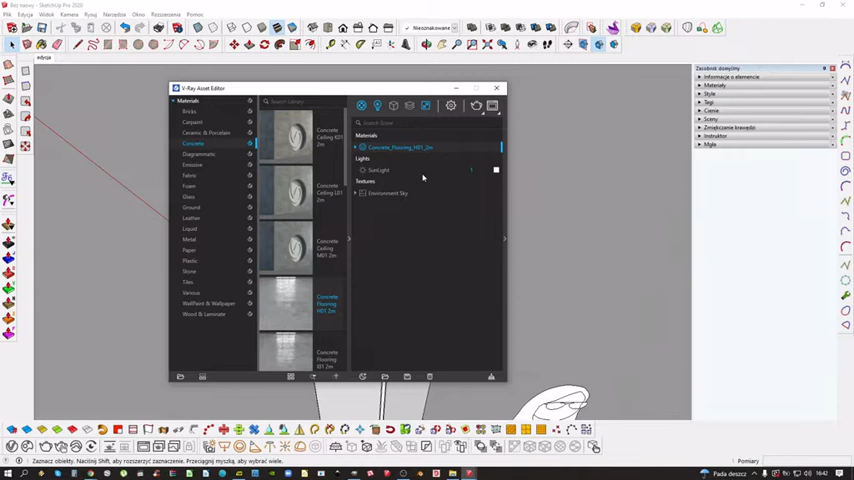 Bez nazwy - SketchUp Pro 2020
Plik Edycja Widok Kamera Rysuj Narzędzia Okno Rozszerzenia Pomoc
Nieoznakowane
edycja
Zasobnik domyślny
Informacja o elemencie
Materiały
Style
Tagi
Cienie
Sceny
Zmiękczanie krawędzi
Instruktor
Mgła
V-Ray Asset Editor
Materials
Bricks
Carpaint
Ceramic & Porcelain
Concrete
Diagrammatic
Emissive
Fabric
Foam
Glass
Ground
Leather
Liquid
Metal
Paper
Plastic
Stone
Tiles
Various
WallPaint & Wallpaper
Wood & Laminate
Search Library
Concrete Ceiling K01 2m
Concrete Ceiling L01 2m
Concrete Ceiling M01 2m
Concrete Flooring H01 2m
Concrete Flooring I01 2m
Search Scene
Materials
Concrete_Flooring_H01_2m
Lights
SunLight 1
Textures
Environment Sky
Zaznacz obiekty. Naciśnij Shift, aby rozszerzyć zaznaczenie. Przeciągnij myszką, aby wybrać wiele.
Pomiary
Pada deszcz
16:42